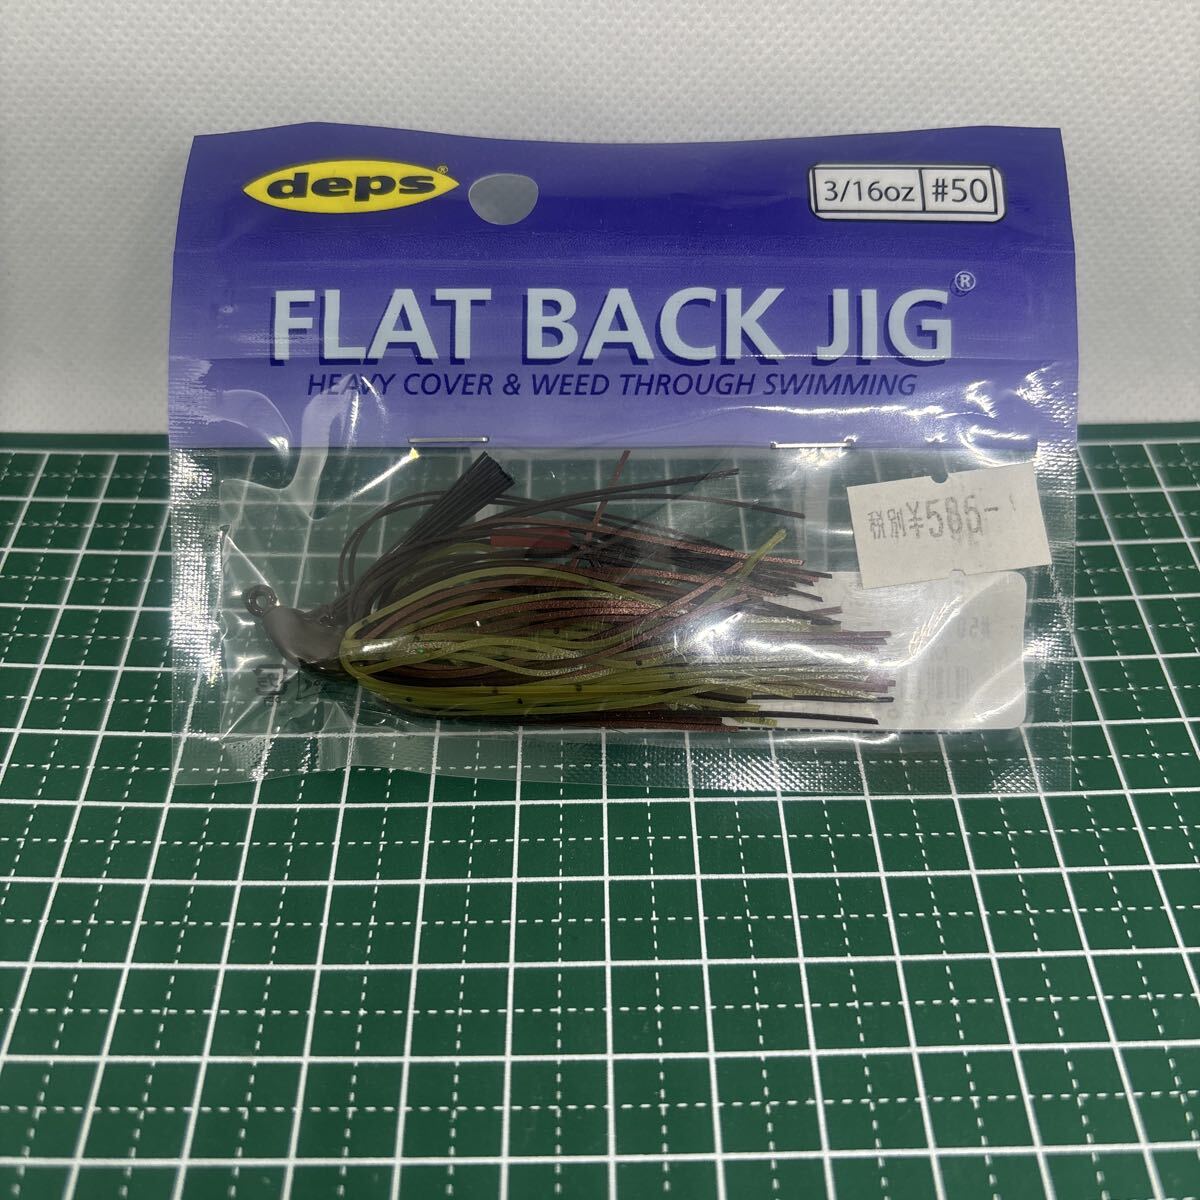 deps®
3/16oz #50
FLAT BACK JIG®
HEAVY COVER & WEED THROUGH SWIMMING
税別¥586-